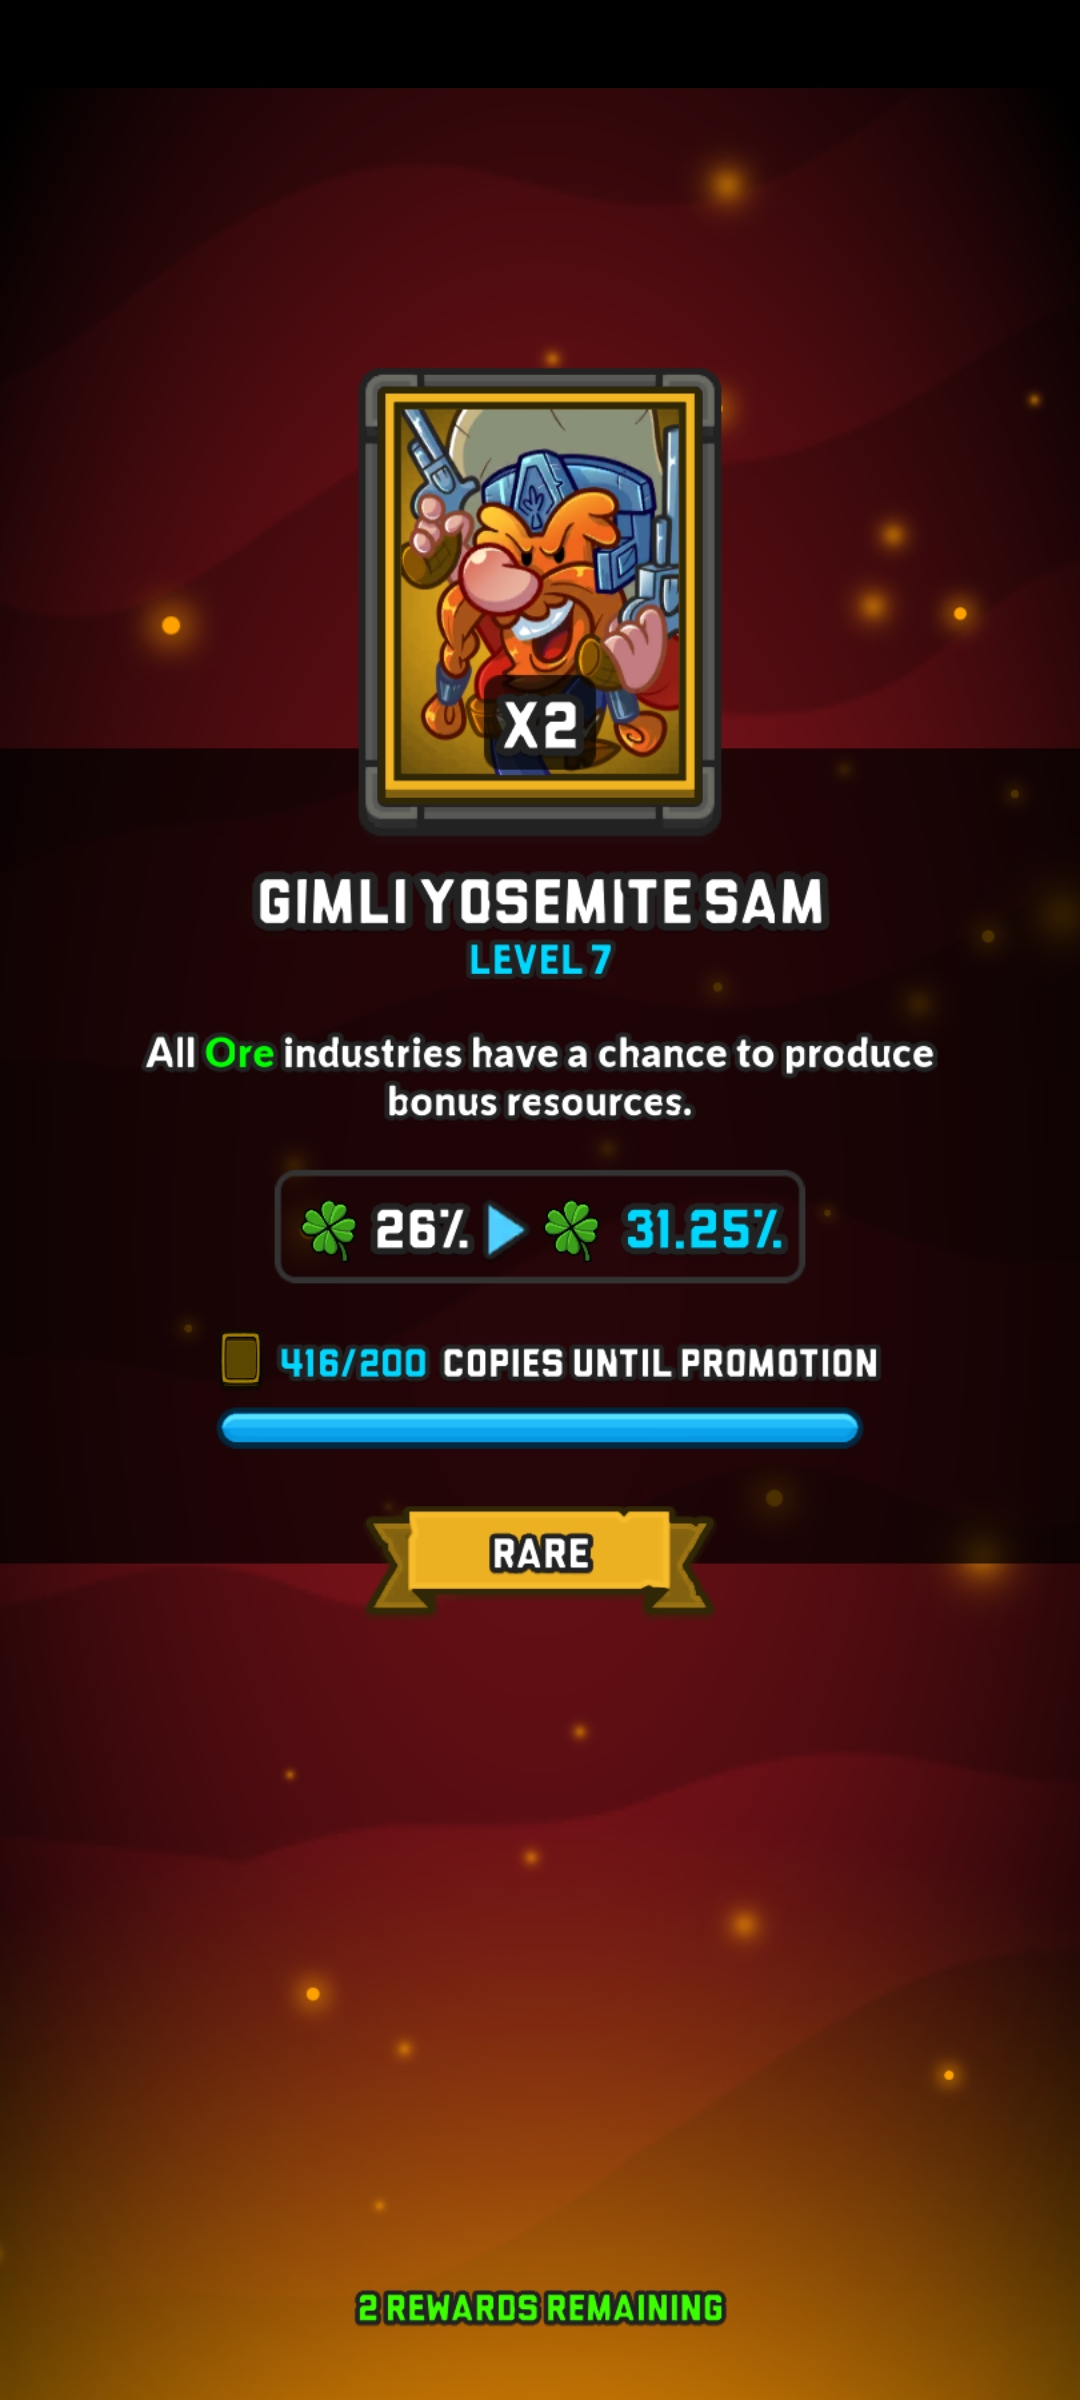 X2
GIMLI YOSEMITE SAM
LEVEL 7
All Ore industries have a chance to produce
bonus resources.
26% 31.25%
416/200 COPIES UNTIL PROMOTION
RARE
2 REWARDS REMAINING